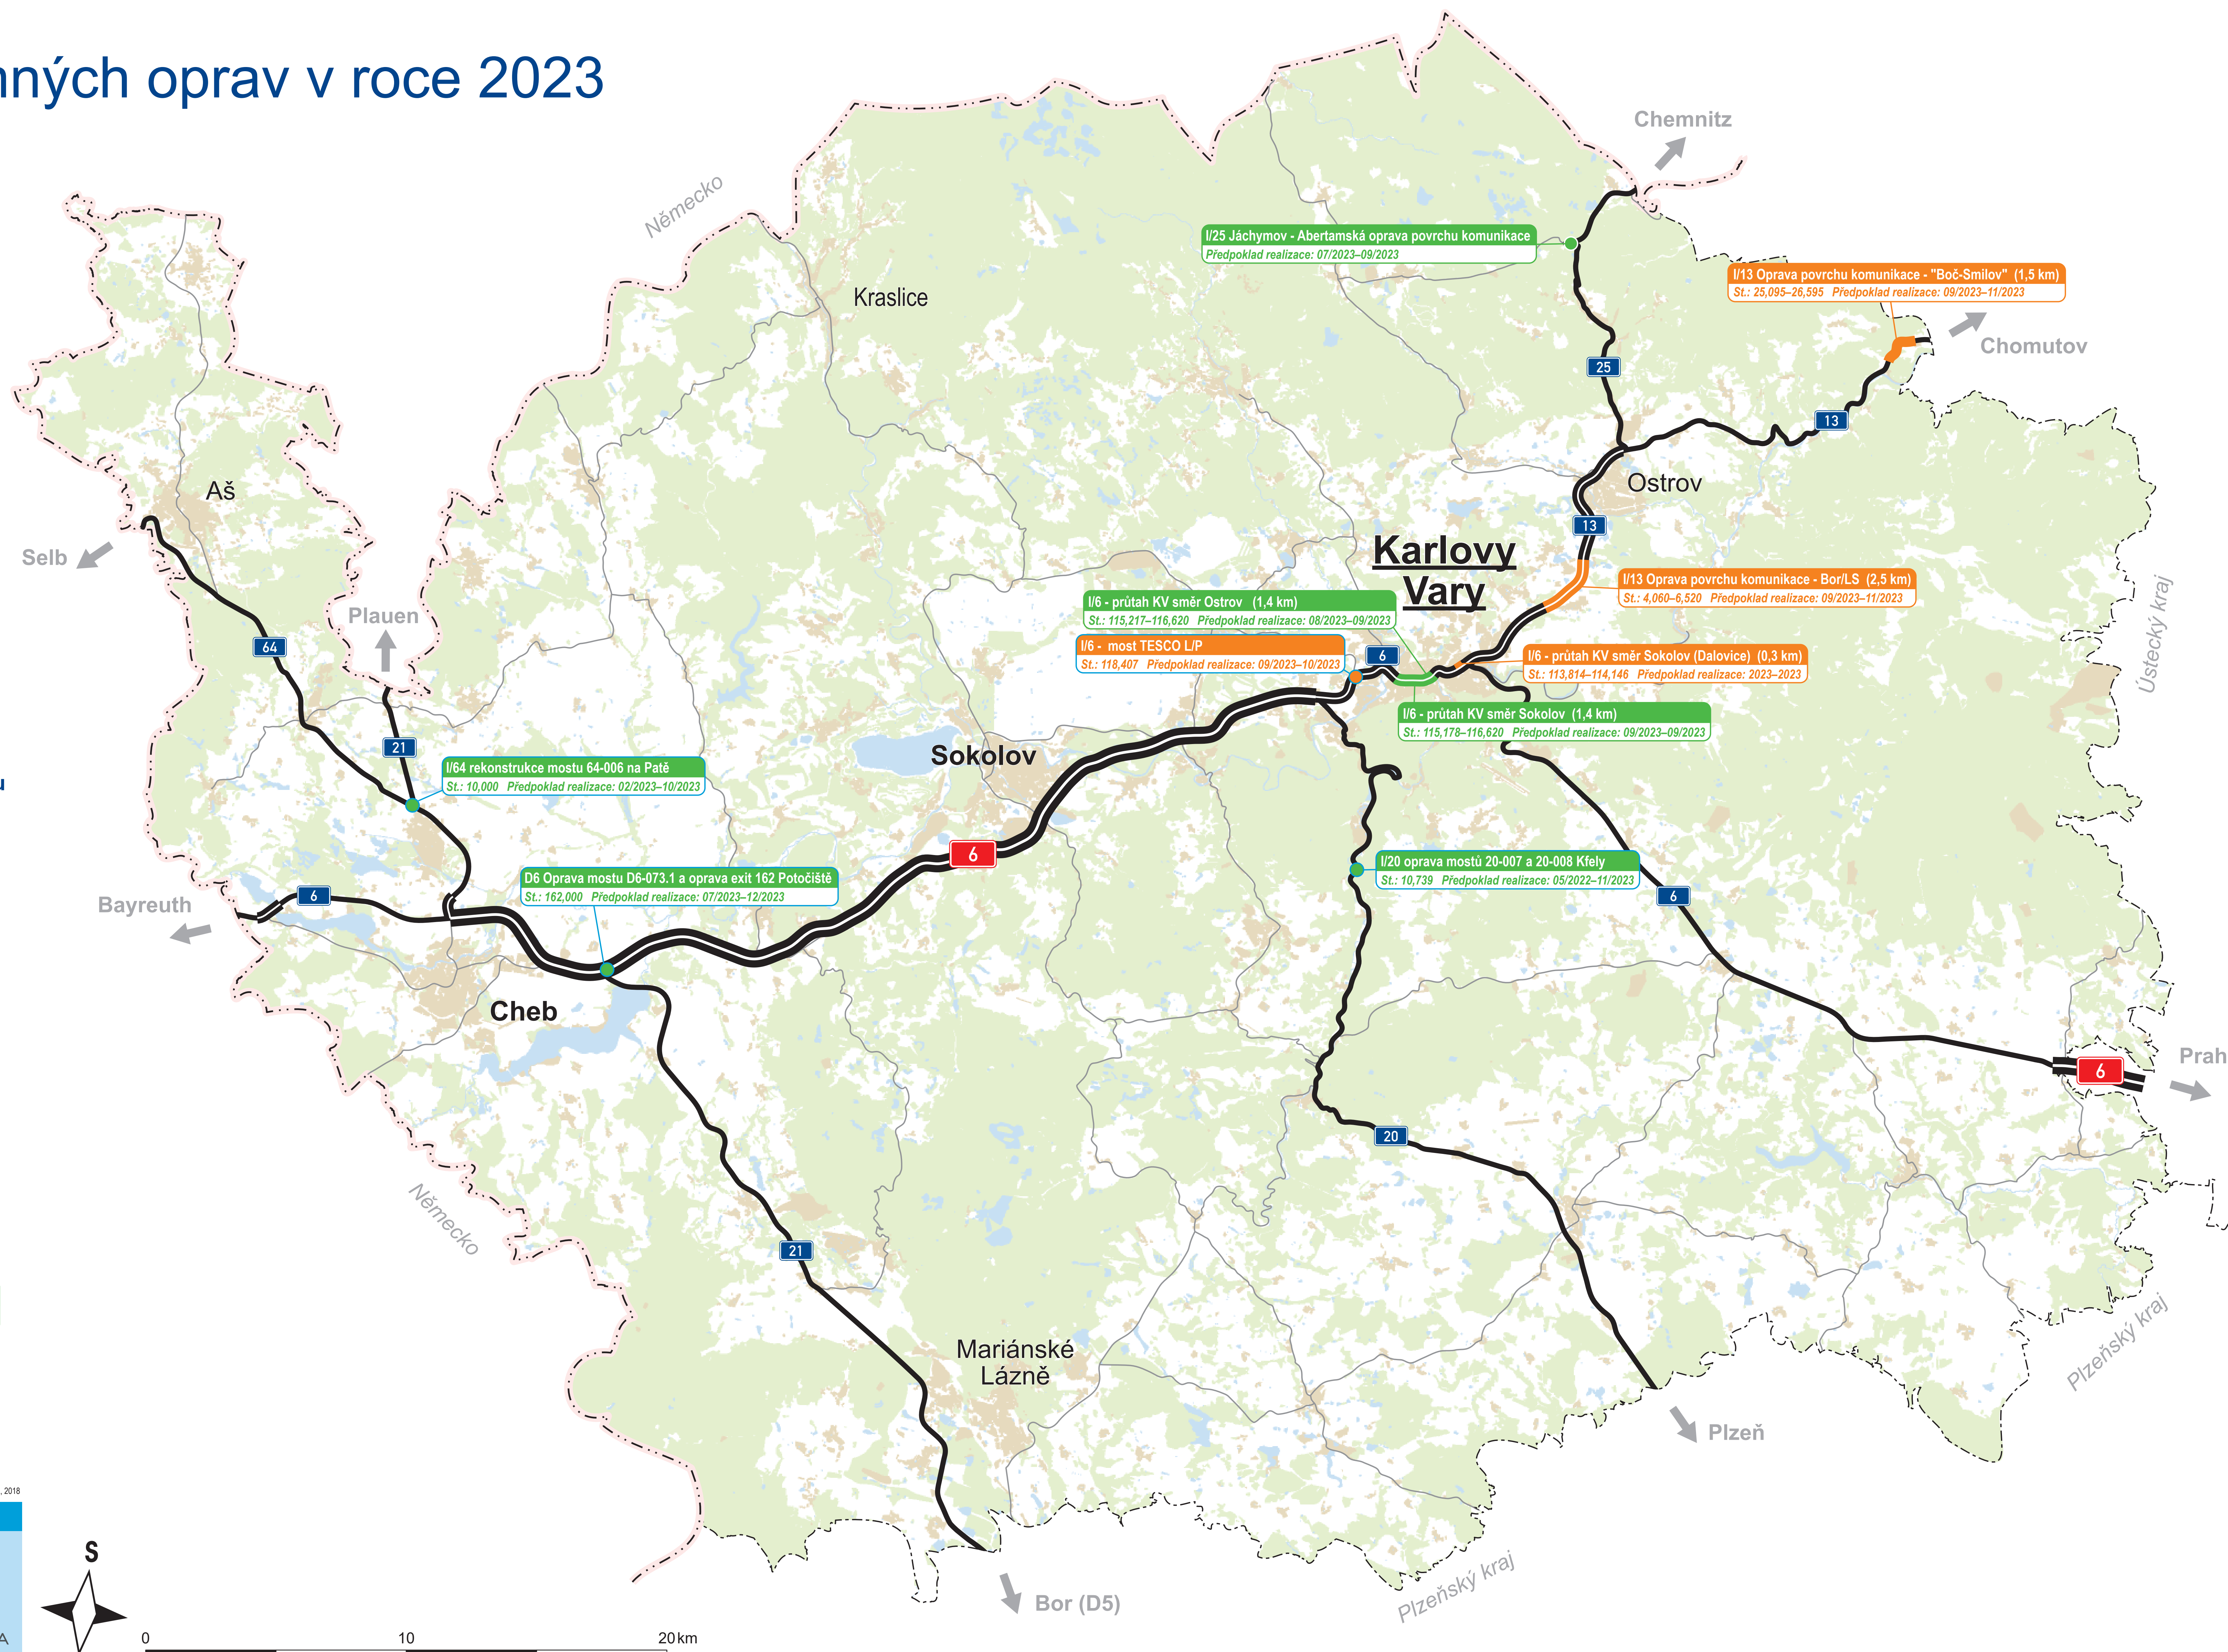 oprav v roce 2023
Chemnitz
Německo
I/25 Jáchymov - Abertamská oprava povrchu komunikace
Předpoklad realizace: 07/2023–09/2023
I/13 Oprava povrchu komunikace - "Boč-Smilov" (1,5 km)
St.: 25,095–26,595 Předpoklad realizace: 09/2023–11/2023
Kraslice
Chomutov
25
13
Aš
Ostrov
13
Selb
Karlovy
Vary
I/13 Oprava povrchu komunikace - Bor/LS (2,5 km)
St.: 4,060–6,520 Předpoklad realizace: 09/2023–11/2023
Ústecký kraj
I/6 - průtah KV směr Ostrov (1,4 km)
St.: 115,217–116,620 Předpoklad realizace: 08/2023–09/2023
Plauen
64
I/6 - most TESCO L/P
St.: 118,407 Předpoklad realizace: 09/2023–10/2023
6
I/6 - průtah KV směr Sokolov (Dalovice) (0,3 km)
St.: 113,814–114,146 Předpoklad realizace: 2023–2023
I/6 - průtah KV směr Sokolov (1,4 km)
St.: 115,178–116,620 Předpoklad realizace: 09/2023–09/2023
21
Sokolov
I/64 rekonstrukce mostu 64-006 na Patě
St.: 10,000 Předpoklad realizace: 02/2023–10/2023
6
I/20 oprava mostů 20-007 a 20-008 Kfely
St.: 10,739 Předpoklad realizace: 05/2022–11/2023
D6 Oprava mostu D6-073.1 a oprava exit 162 Potočiště
St.: 162,000 Předpoklad realizace: 07/2023–12/2023
6
6
Bayreuth
Cheb
Prah
6
20
Německo
21
Mariánské
Lázně
Plzeňský kraj
Plzeň
, 2018
S
Plzeňský kraj
Bor (D5)
0 10 20 km